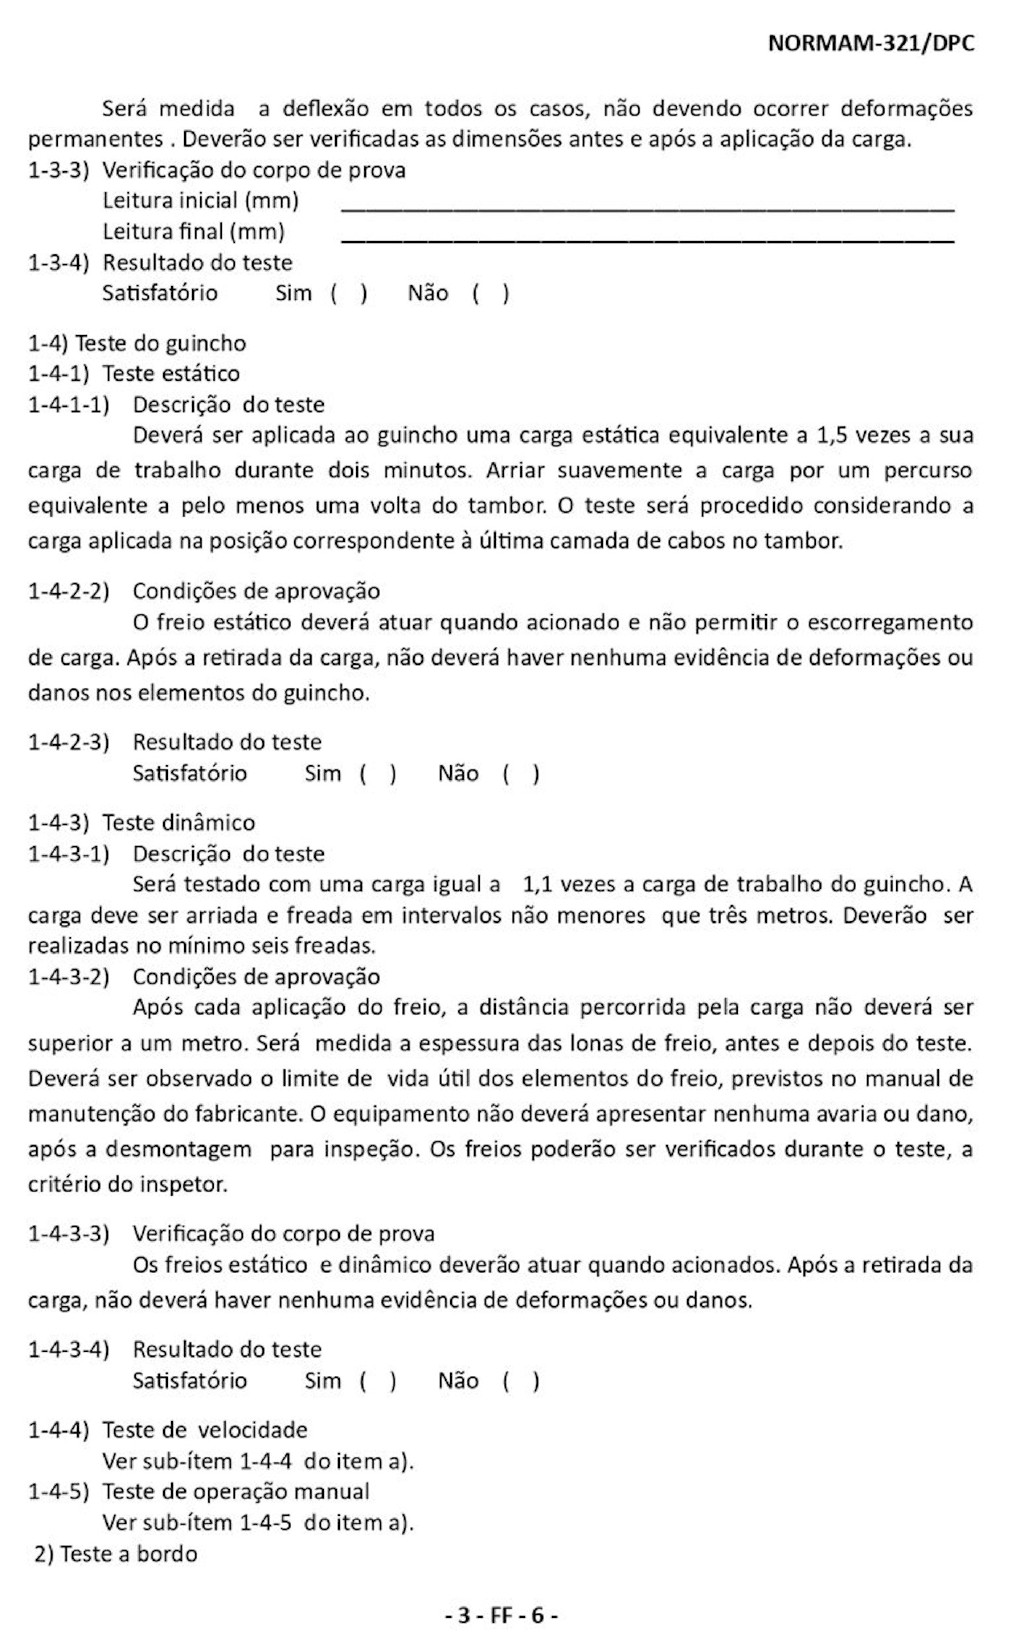 NORMAM-321/DPC
Será medida a deflexão em todos os casos, não devendo ocorrer deformações
permanentes . Deverão ser verificadas as dimensões antes e após a aplicação da carga.
1-3-3) Verificação do corpo de prova
Leitura inicial (mm) ____________________
Leitura final (mm) ____________________
1-3-4) Resultado do teste
Satisfatório Sim ( ) Não ( )
1-4) Teste do guincho
1-4-1) Teste estático
1-4-1-1) Descrição do teste
Deverá ser aplicada ao guincho uma carga estática equivalente a 1,5 vezes a sua
carga de trabalho durante dois minutos. Arriar suavemente a carga por um percurso
equivalente a pelo menos uma volta do tambor. O teste será procedido considerando a
carga aplicada na posição correspondente à última camada de cabos no tambor.
1-4-2-2) Condições de aprovação
O freio estático deverá atuar quando acionado e não permitir o escorregamento
de carga. Após a retirada da carga, não deverá haver nenhuma evidência de deformações ou
danos nos elementos do guincho.
1-4-2-3) Resultado do teste
Satisfatório Sim ( ) Não ( )
1-4-3) Teste dinâmico
1-4-3-1) Descrição do teste
Será testado com uma carga igual a 1,1 vezes a carga de trabalho do guincho. A
carga deve ser arriada e freada em intervalos não menores que três metros. Deverão ser
realizadas no mínimo seis freadas.
1-4-3-2) Condições de aprovação
Após cada aplicação do freio, a distância percorrida pela carga não deverá ser
superior a um metro. Será medida a espessura das lonas de freio, antes e depois do teste.
Deverá ser observado o limite de vida útil dos elementos do freio, previstos no manual de
manutenção do fabricante. O equipamento não deverá apresentar nenhuma avaria ou dano,
após a desmontagem para inspeção. Os freios poderão ser verificados durante o teste, a
critério do inspetor.
1-4-3-3) Verificação do corpo de prova
Os freios estático e dinâmico deverão atuar quando acionados. Após a retirada da
carga, não deverá haver nenhuma evidência de deformações ou danos.
1-4-3-4) Resultado do teste
Satisfatório Sim ( ) Não ( )
1-4-4) Teste de velocidade
Ver sub-ítem 1-4-4 do item a).
1-4-5) Teste de operação manual
Ver sub-ítem 1-4-5 do item a).
2) Teste a bordo
- 3 - FF - 6 -